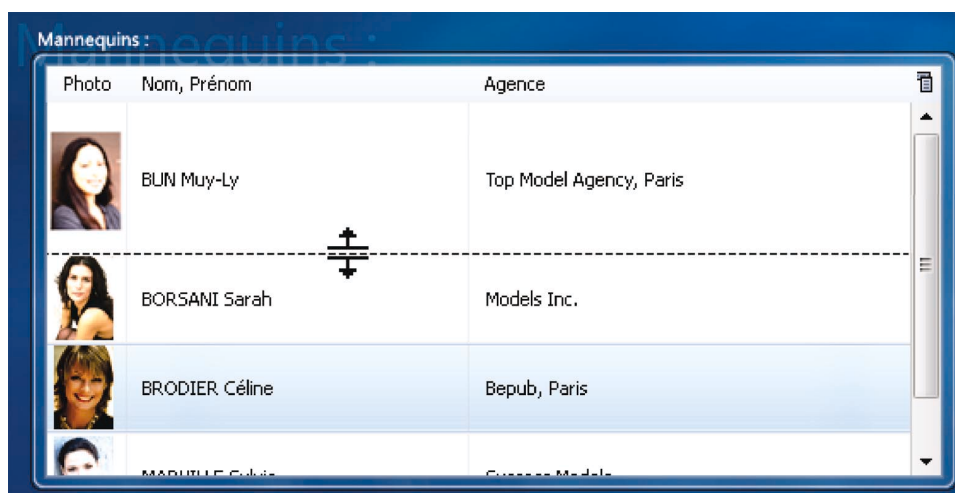 Mannequins :
Photo Nom, Prénom Agence
BUN Muy-Ly Top Model Agency, Paris
BORSANI Sarah Models Inc.
BRODIER Céline Bepub, Paris